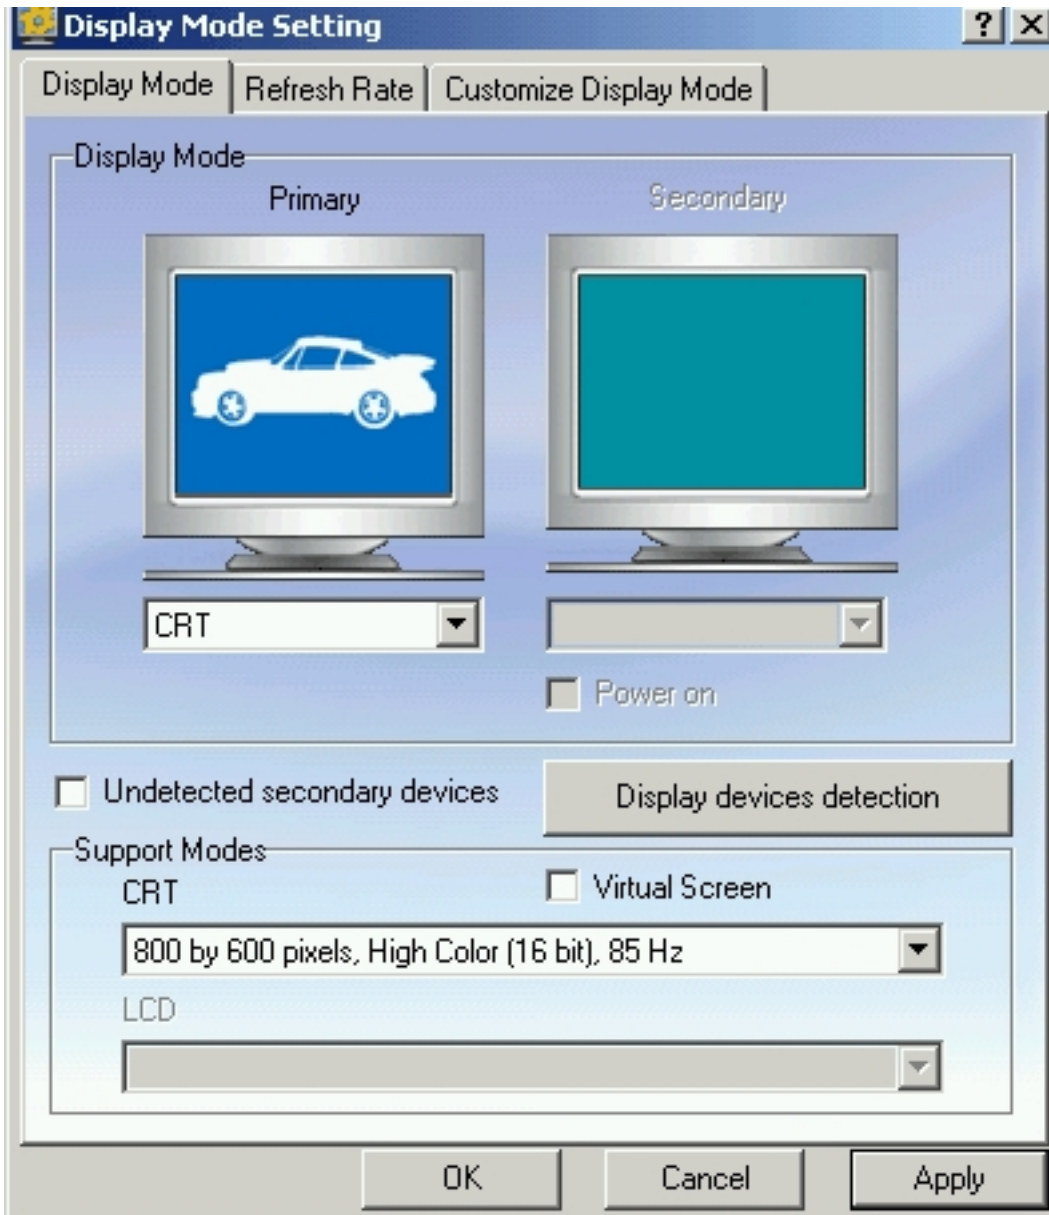 Display Mode Setting
Display Mode
Refresh Rate
Customize Display Mode
Display Mode
Primary
Secondary
CRT
Power on
Undetected secondary devices
Display devices detection
Support Modes
CRT
Virtual Screen
800 by 600 pixels, High Color (16 bit), 85 Hz
LCD
OK
Cancel
Apply